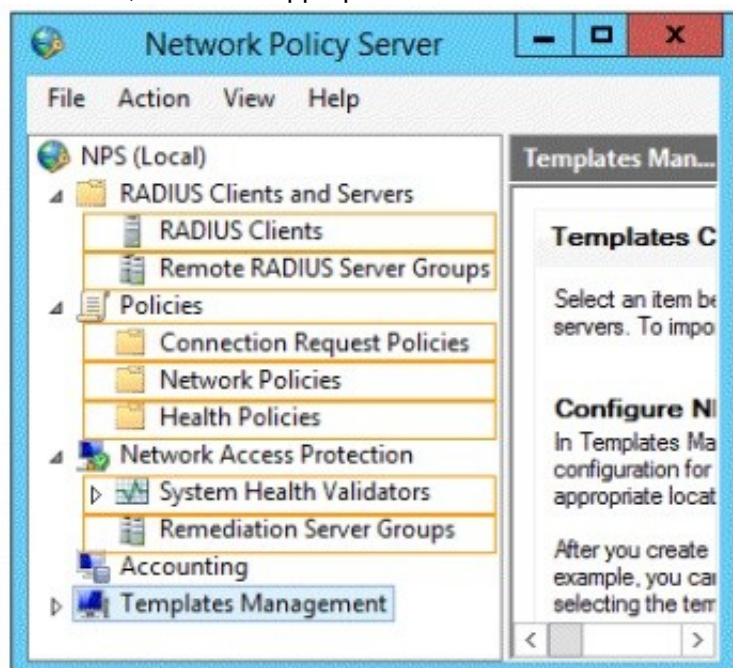 Network Policy Server
File Action View Help
NPS (Local)
RADIUS Clients and Servers
RADIUS Clients
Remote RADIUS Server Groups
Policies
Connection Request Policies
Network Policies
Health Policies
Network Access Protection
System Health Validators
Remediation Server Groups
Accounting
Templates Management
Templates Man...
Templates C
Select an item be
servers. To impo
Configure N
In Templates Ma
configuration for
appropriate locat
After you create
example, you ca
selecting the tem